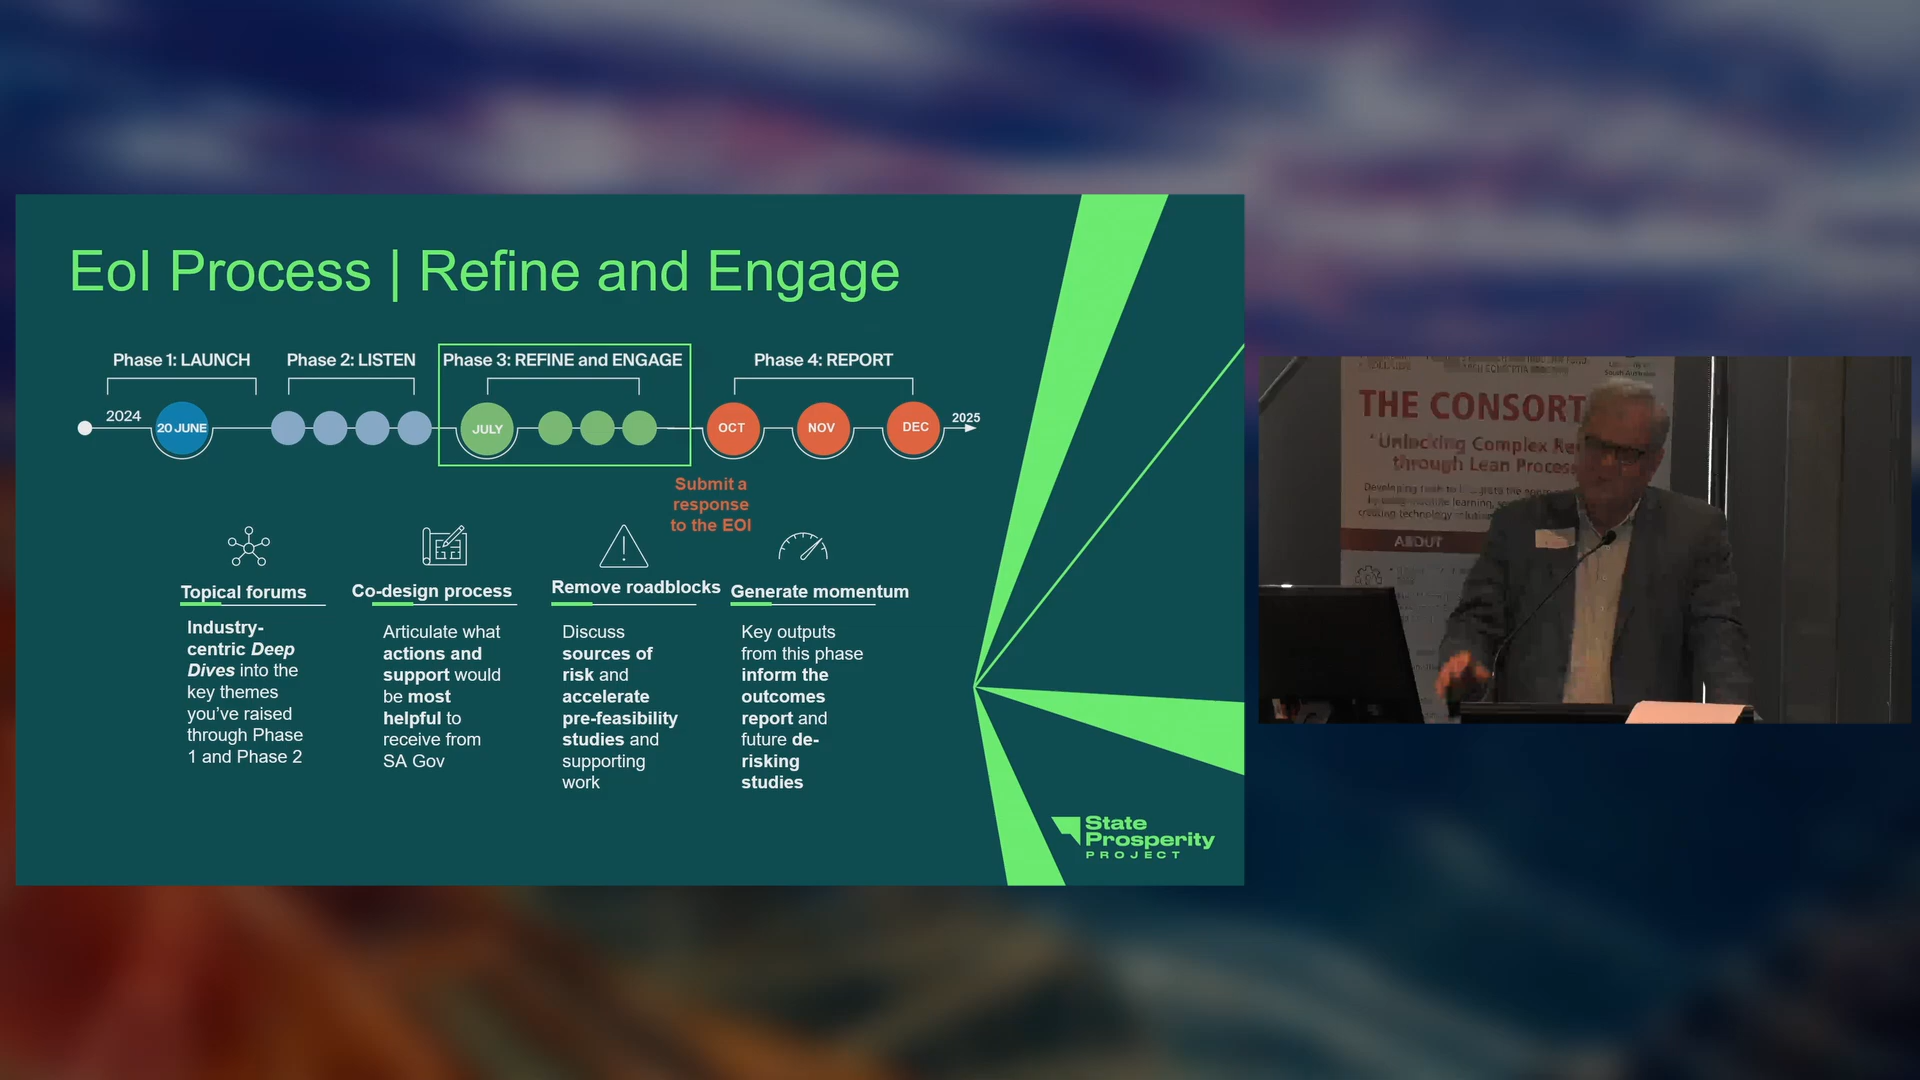 EoI Process | Refine and Engage
Phase 1: LAUNCH
Phase 2: LISTEN
Phase 3: REFINE and ENGAGE
Phase 4: REPORT
2024
20 JUNE
JULY
OCT
NOV
DEC
2025
Submit a
response
to the EOI
Topical forums
Industry-
centric Deep
Dives into the
key themes
you've raised
through Phase
1 and Phase 2
Co-design process
Articulate what
actions and
support would
be most
helpful to
receive from
SA Gov
Remove roadblocks
Discuss
sources of
risk and
accelerate
pre-feasibility
studies and
supporting
work
Generate momentum
Key outputs
from this phase
inform the
outcomes
report and
future de-
risking
studies
State
Prosperity
PROJECT
South Australia
THE CONSORT
'Unlocking Complex Re
through Lean Process
ABOUT